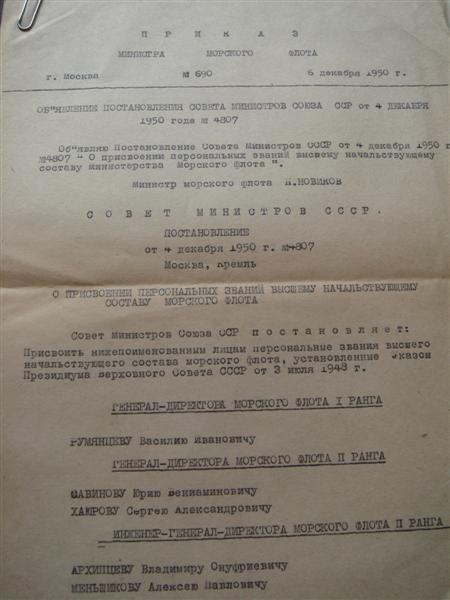 П Р И К А З
МИНИСТРА МОРСКОГО ФЛОТА
г. Москва № 690 6 декабря 1950 г.
ОБ"ЯВЛЕНИЕ ПОСТАНОВЛЕНИЯ СОВЕТА МИНИСТРОВ СОЮЗА ССР от 4 ДЕКАБРЯ
1950 года № 4807
Об"являю Постановление Совета Министров СССР от 4 декабря 1950 г
№4807 " О присвоении персональных званий высшему начальствующему
составу министерства Морского флота ".
Министр морского флота Н.НОВИКОВ
С О В Е Т М И Н И С Т Р О В С С С Р.
ПОСТАНОВЛЕНИЕ
от 4 декабря 1950 г. №4807
Москва, Кремль
О ПРИСВОЕНИИ ПЕРСОНАЛЬНЫХ ЗВАНИЙ ВЫСШЕМУ НАЧАЛЬСТВУЮЩЕМУ
СОСТАВУ МОРСКОГО ФЛОТА
Совет Министров Союза ССР п о с т а н о в л я е т:
Присвоить нижепоименованным лицам персональные звания высшего
начальствующего состава морского флота, установленные Указом
Президиума Верховного Совета СССР от 3 июля 1948 г.
ГЕНЕРАЛ-ДИРЕКТОРА МОРСКОГО ФЛОТА I РАНГА
РУМЯНЦЕВУ Василию Ивановичу
ГЕНЕРАЛ-ДИРЕКТОРА МОРСКОГО ФЛОТА П РАНГА
САВИНОВУ Юрию Вениаминовичу
ХАИРОВУ Сергею Александровичу
ИНЖЕНЕР-ГЕНЕРАЛ-ДИРЕКТОРА МОРСКОГО ФЛОТА П РАНГА
АРХИПЦЕВУ Владимиру Онуфриевичу
МЕНЬШИКОВУ Алексею Павловичу